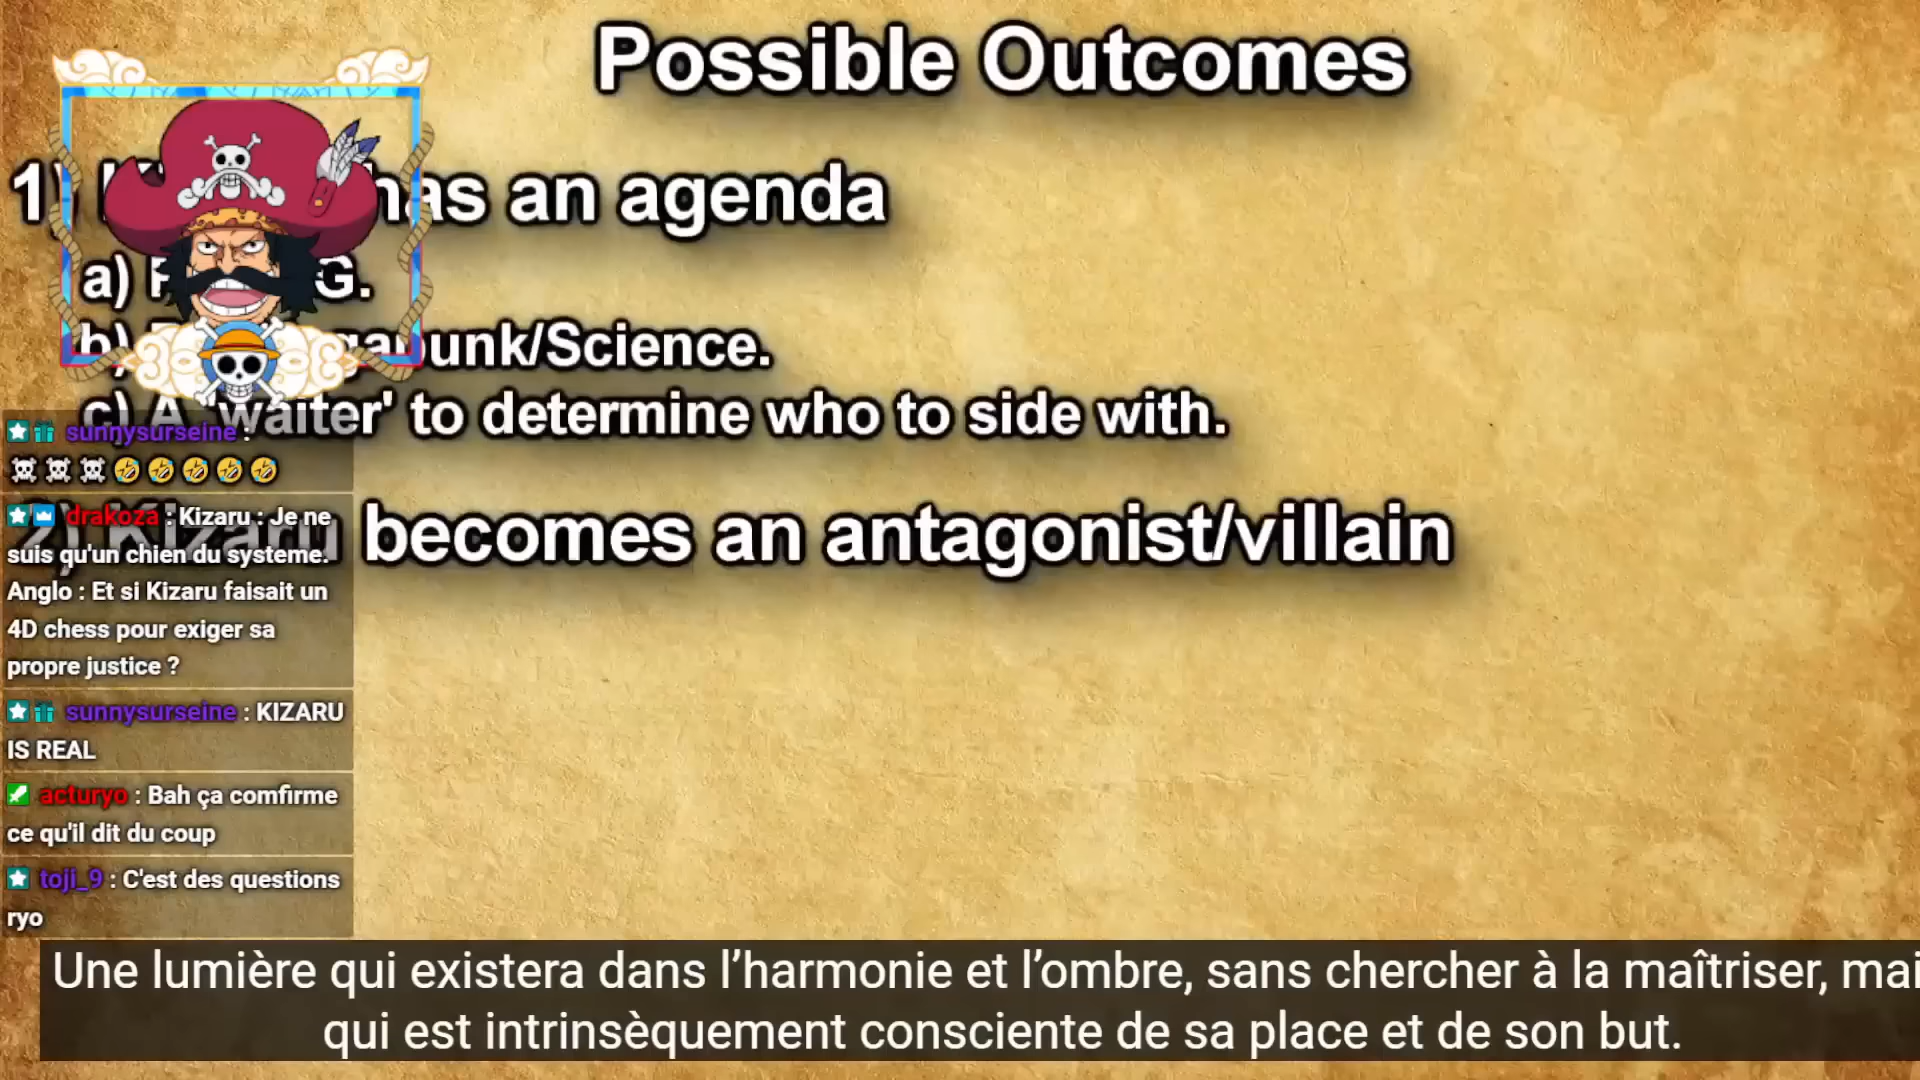 Possible Outcomes
1) has an agenda
a) G.
b) unk/Science.
c) A 'waiter' to determine who to side with.
2) Kizaru becomes an antagonist/villain
sunnysurseine :
☠☠☠🤣🤣🤣🤣🤣
drakoza : Kizaru : Je ne
suis qu'un chien du systeme.
Anglo : Et si Kizaru faisait un
4D chess pour exiger sa
propre justice ?
sunnysurseine : KIZARU
IS REAL
acturyo : Bah ça comfirme
ce qu'il dit du coup
toji_9 : C'est des questions
ryo
Une lumière qui existera dans l’harmonie et l’ombre, sans chercher à la maîtriser, mai
qui est intrinsèquement consciente de sa place et de son but.